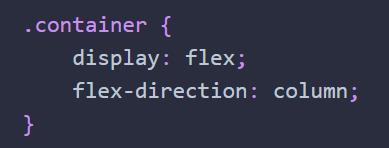 .container {
    display: flex;
    flex-direction: column;
}